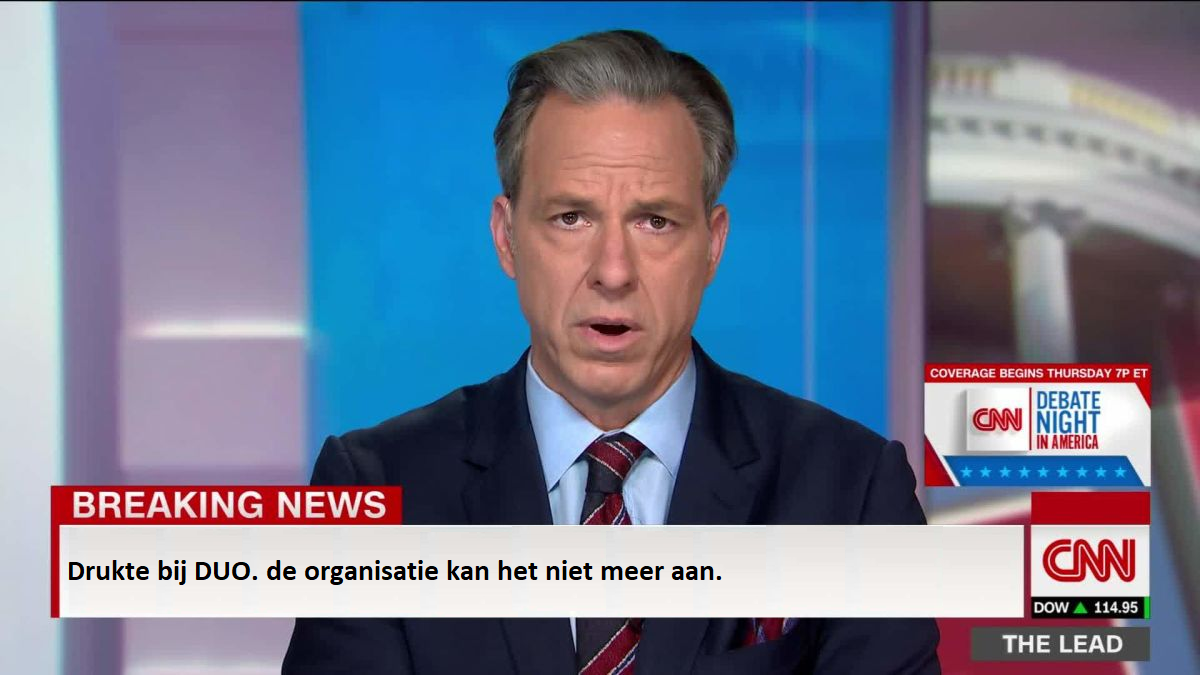 COVERAGE BEGINS THURSDAY 7P ET
CNN
DEBATE
NIGHT
IN AMERICA
BREAKING NEWS
Drukte bij DUO. de organisatie kan het niet meer aan.
CNN
DOW ▲ 114.95
THE LEAD